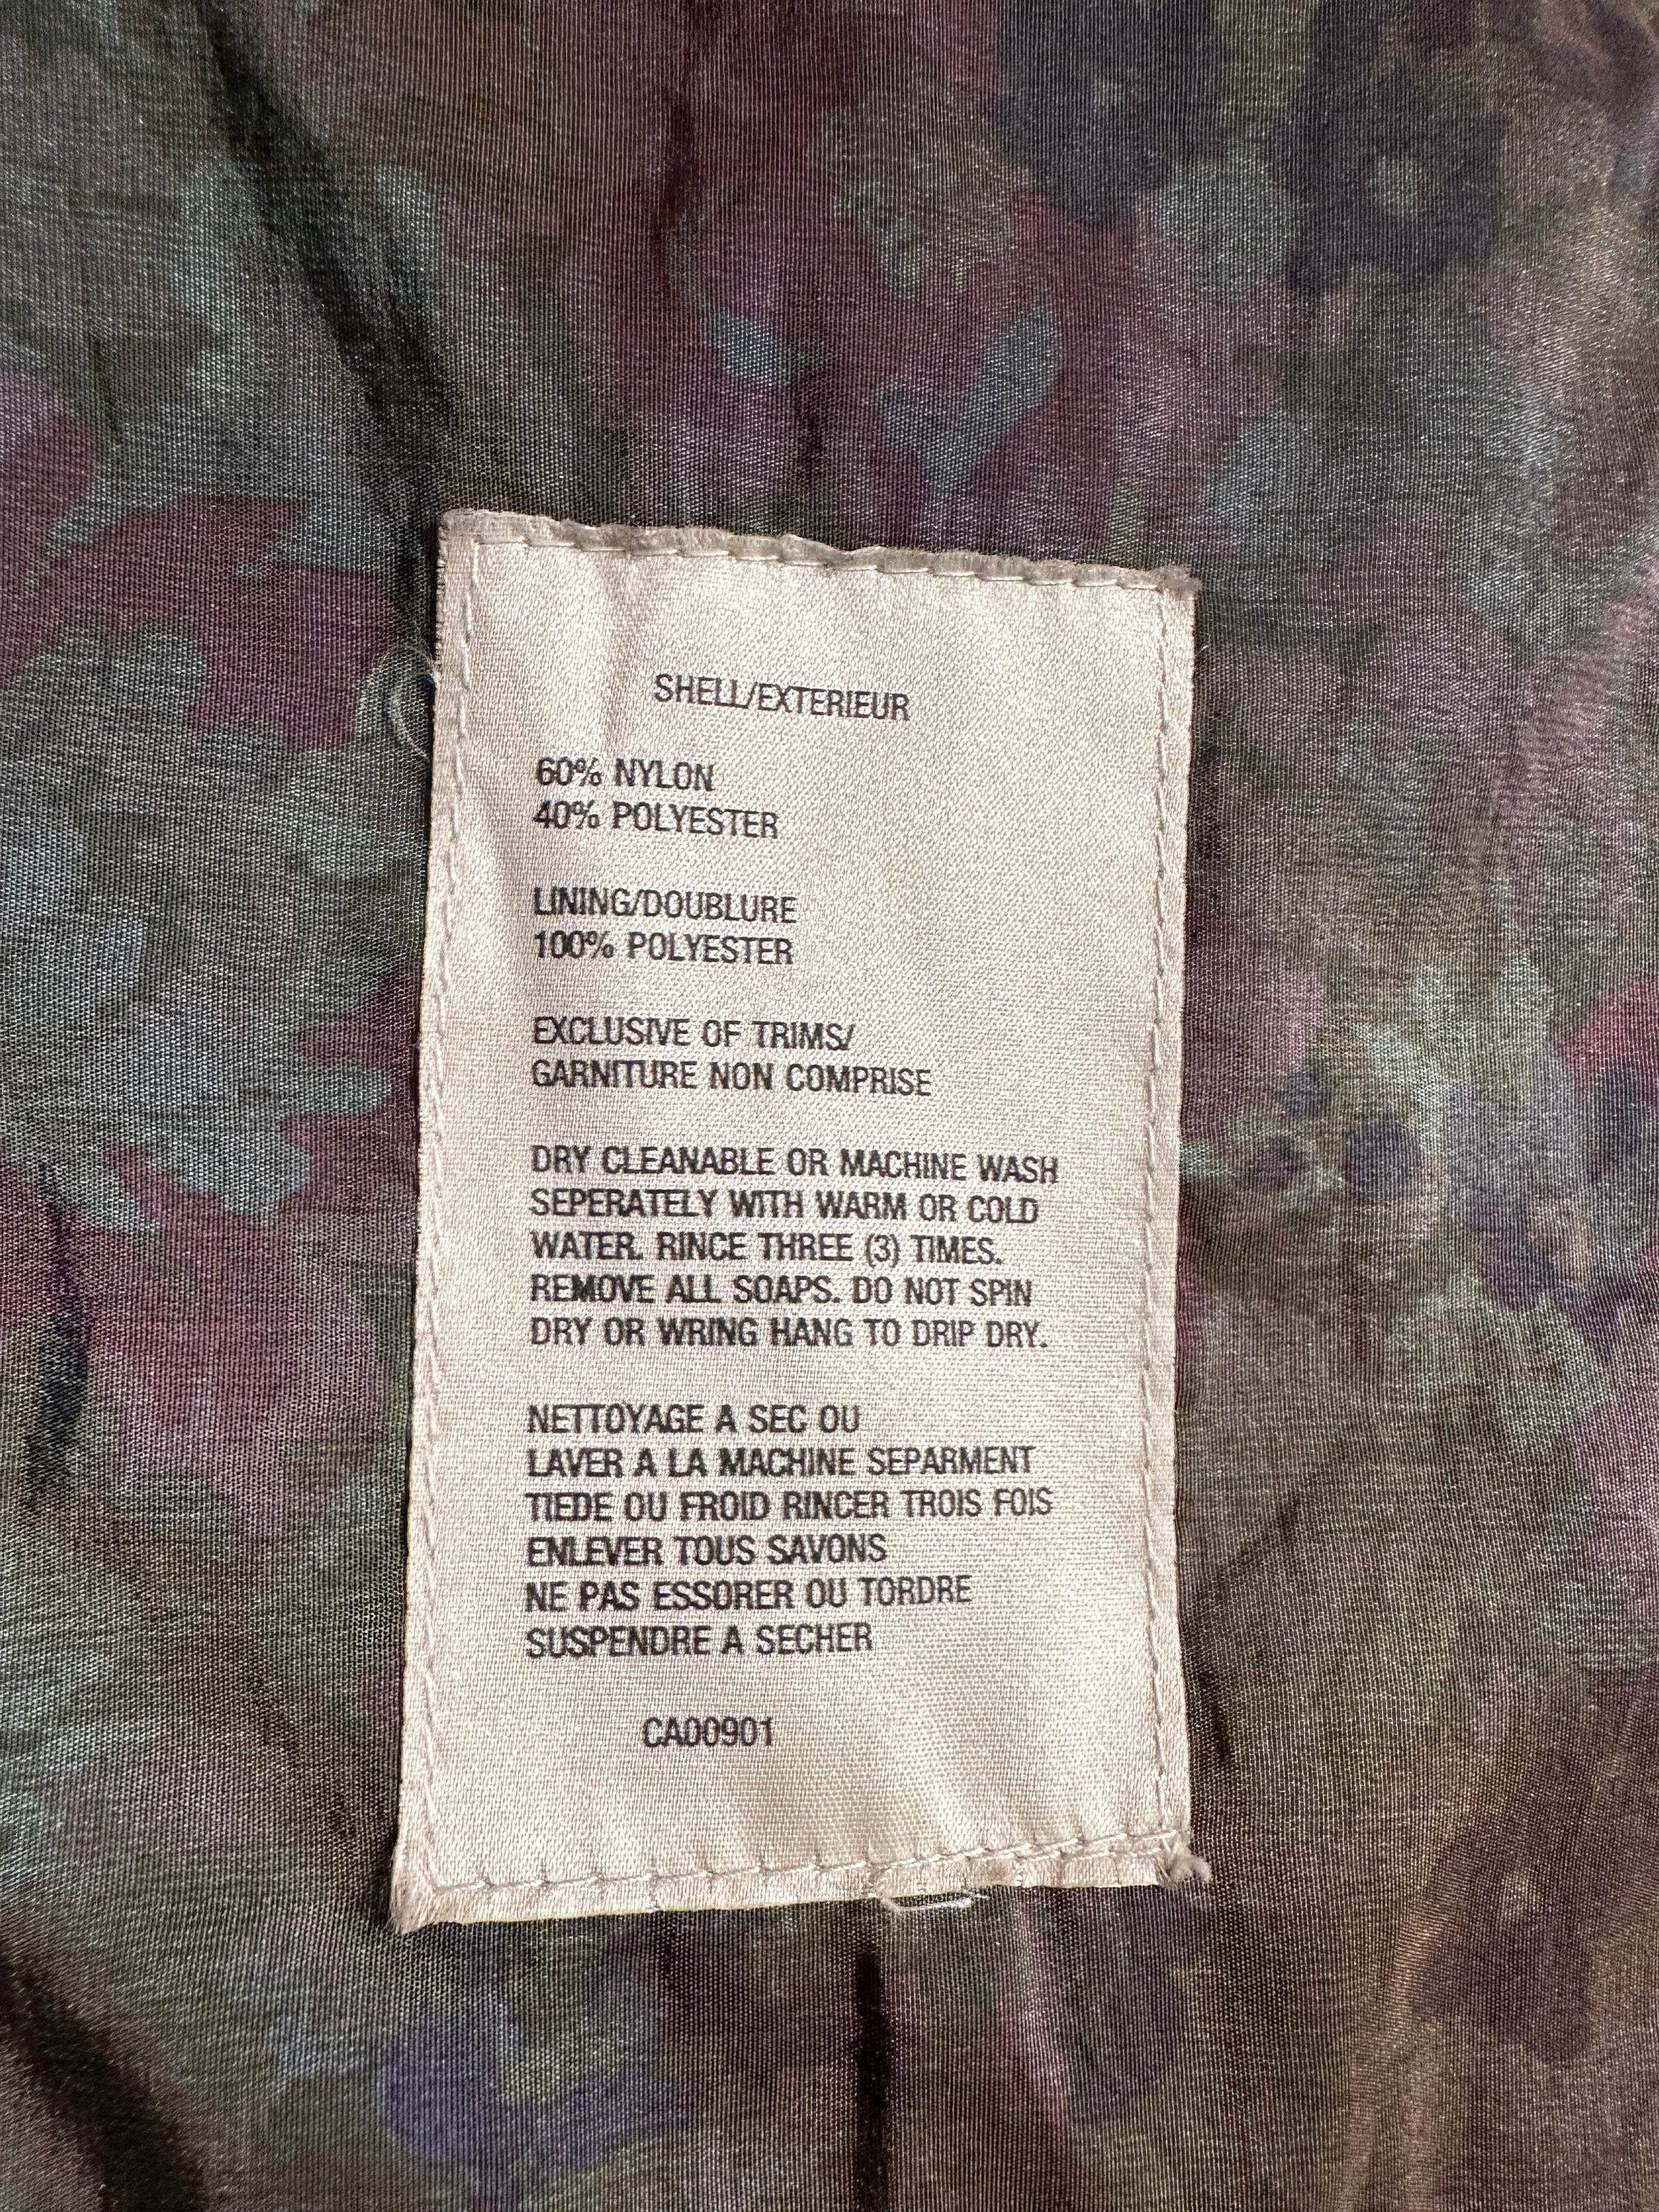 SHELL/EXTERIEUR
60% NYLON
40% POLYESTER
LINING/DOUBLURE
100% POLYESTER
EXCLUSIVE OF TRIMS/
GARNITURE NON COMPRISE
DRY CLEANABLE OR MACHINE WASH
SEPERATELY WITH WARM OR COLD
WATER. RINCE THREE (3) TIMES.
REMOVE ALL SOAPS. DO NOT SPIN
DRY OR WRING HANG TO DRIP DRY.
NETTOYAGE A SEC OU
LAVER A LA MACHINE SEPARMENT
TIEDE OU FROID RINCER TROIS FOIS
ENLEVER TOUS SAVONS
NE PAS ESSORER OU TORDRE
SUSPENDRE A SECHER
CA00901